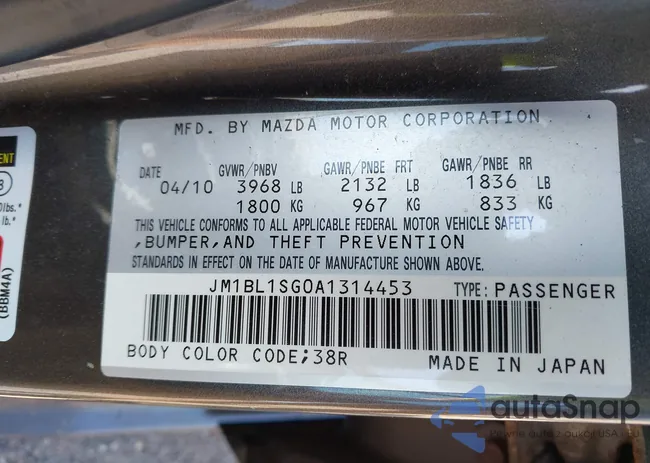 MFD. BY MAZDA MOTOR CORPORATION
DATE GVWR/PNBV GAWR/PNBE FRT GAWR/PNBE RR
04/10 3968 LB 2132 LB 1836 LB
1800 KG 967 KG 833 KG
THIS VEHICLE CONFORMS TO ALL APPLICABLE FEDERAL MOTOR VEHICLE SAFETY
,BUMPER,AND THEFT PREVENTION
STANDARDS IN EFFECT ON THE DATE OF MANUFACTURE SHOWN ABOVE.
JM1BL1SG0A1314453 TYPE: PASSENGER
BODY COLOR CODE;38R MADE IN JAPAN
lbs.*
lb.*
(BBM4A)
autoSnap